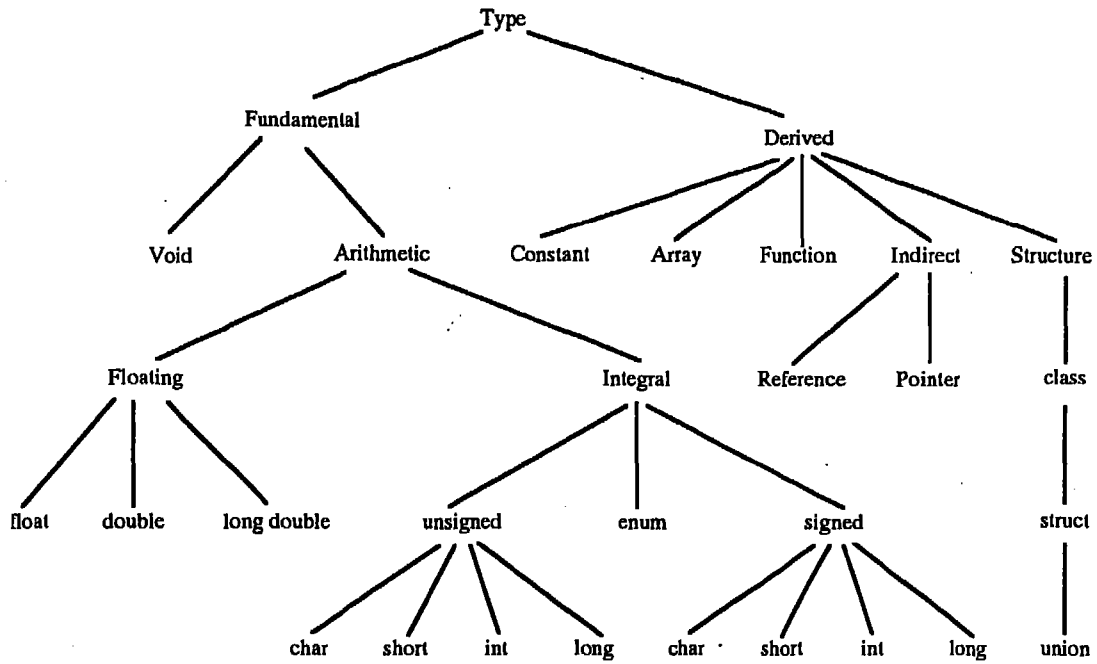 Type
Fundamental
Derived
Void Arithmetic Constant Array Function Indirect Structure
Floating Integral Reference Pointer class
float double long double unsigned enum signed struct
char short int long char short int long union